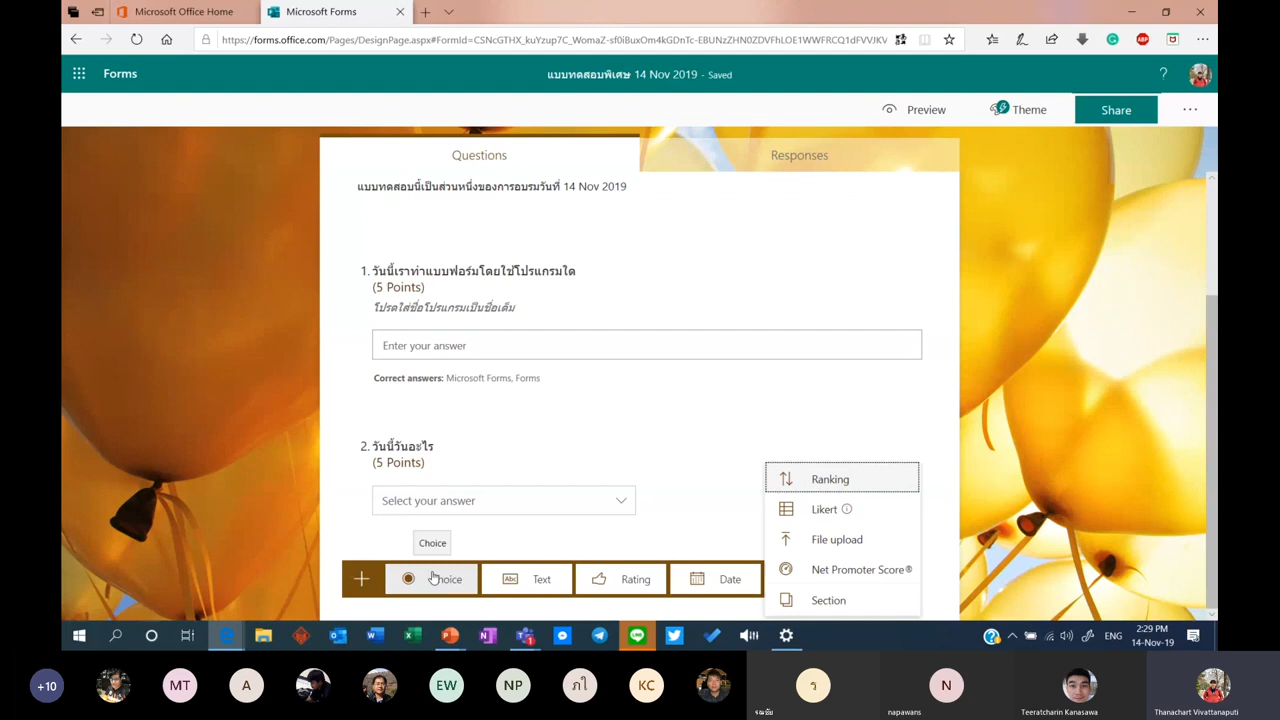 Microsoft Office Home
Microsoft Forms
https://forms.office.com/Pages/DesignPage.aspx#FormId=CSNcGTHX_kuYzup7C_WomaZ-sf0iBuxOm4kGDnTc-EBUNzZHN0ZDVFhLOE1WWFRCQ1dFVVJKV
Forms
แบบทดสอบพิเศษ 14 Nov 2019 - Saved
?
Preview
Theme
Share
Questions
Responses
แบบทดสอบนี้เป็นส่วนหนึ่งของการอบรมวันที่ 14 Nov 2019
1. วันนี้เราทำแบบฟอร์มโดยใช้โปรแกรมใด
(5 Points)
โปรดใส่ชื่อโปรแกรมเป็นชื่อเต็ม
Enter your answer
Correct answers: Microsoft Forms, Forms
2. วันนี้วันอะไร
(5 Points)
Select your answer
Choice
Choice
Text
Rating
Date
Ranking
Likert
File upload
Net Promoter Score®
Section
ENG
2:29 PM
14-Nov-19
+10
MT
A
EW
NP
ภใ
KC
ร
N
napawans
Teeratcharin Kanasawa
Thanachart Vivattanaputi